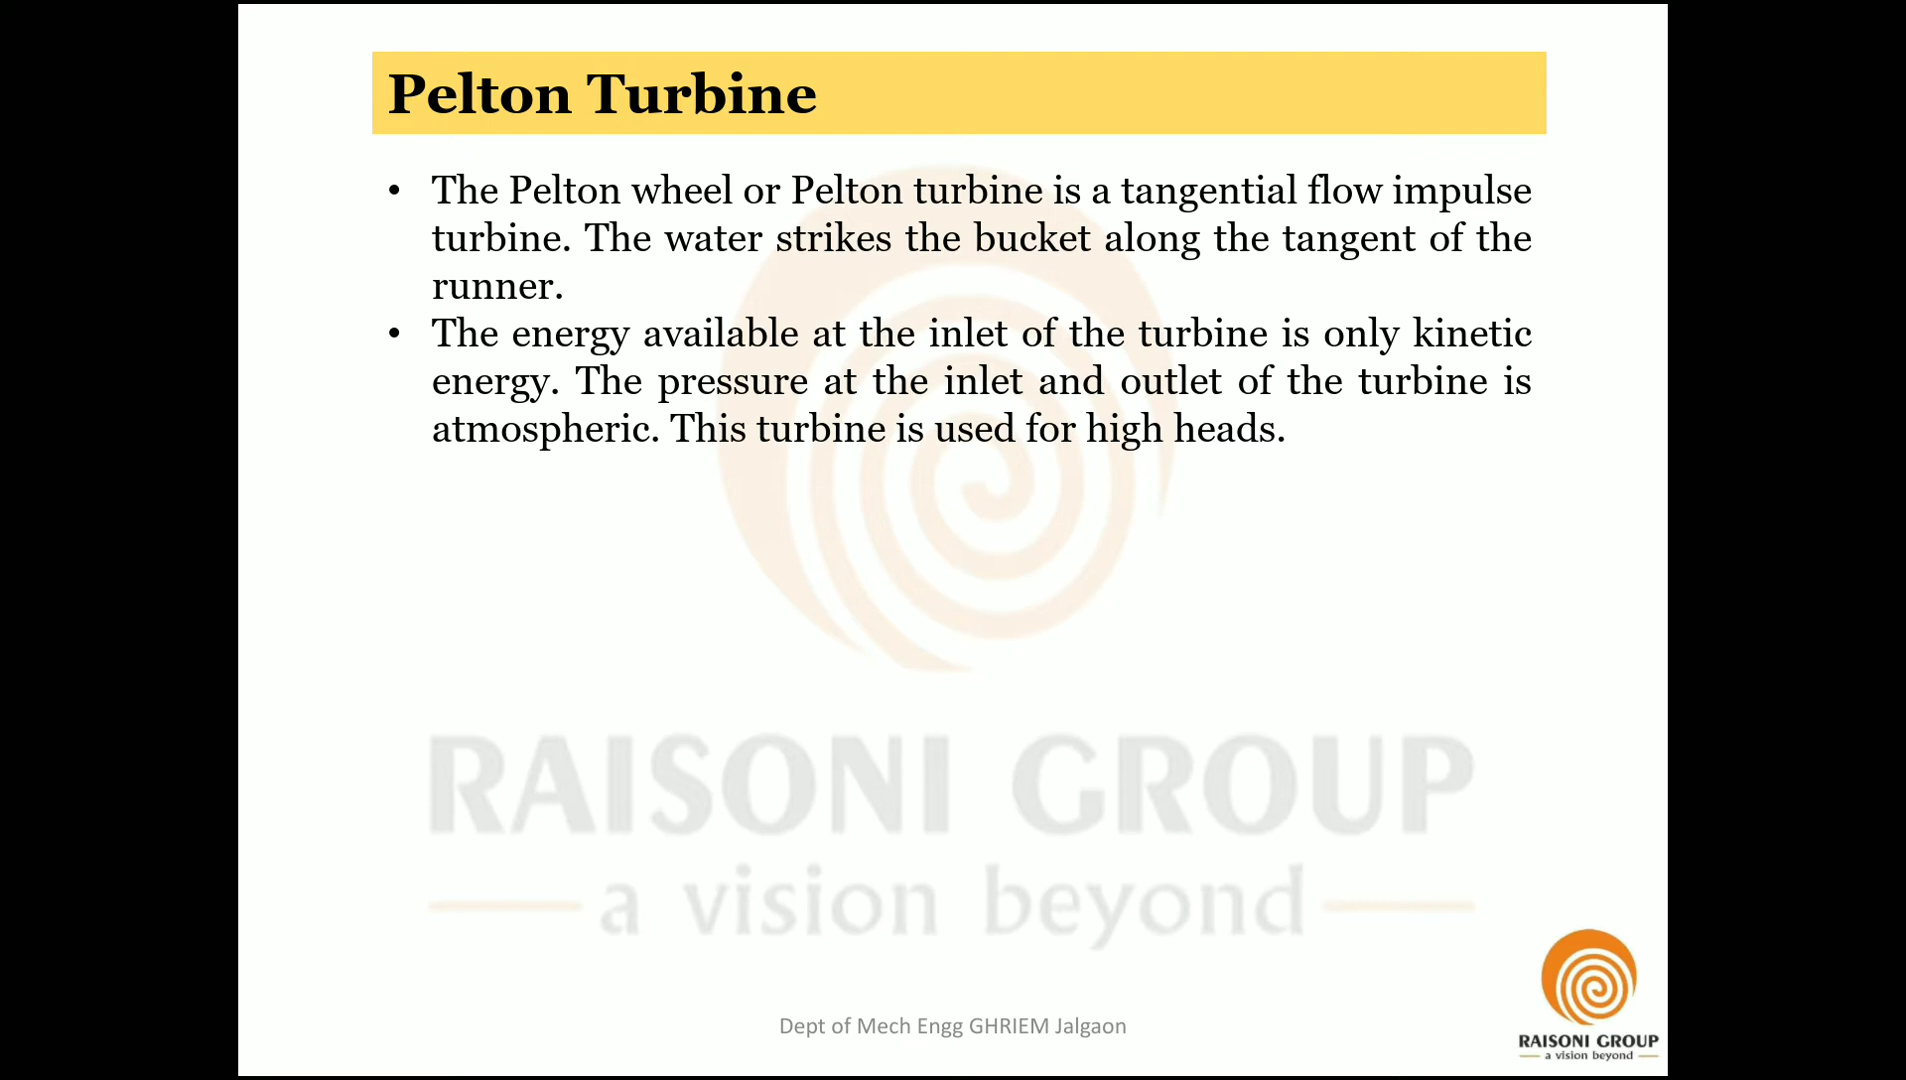 Pelton Turbine
• The Pelton wheel or Pelton turbine is a tangential flow impulse
turbine. The water strikes the bucket along the tangent of the
runner.
• The energy available at the inlet of the turbine is only kinetic
energy. The pressure at the inlet and outlet of the turbine is
atmospheric. This turbine is used for high heads.
RAISONI GROUP
a vision beyond
Dept of Mech Engg GHRIEM Jalgaon
RAISONI GROUP
a vision beyond